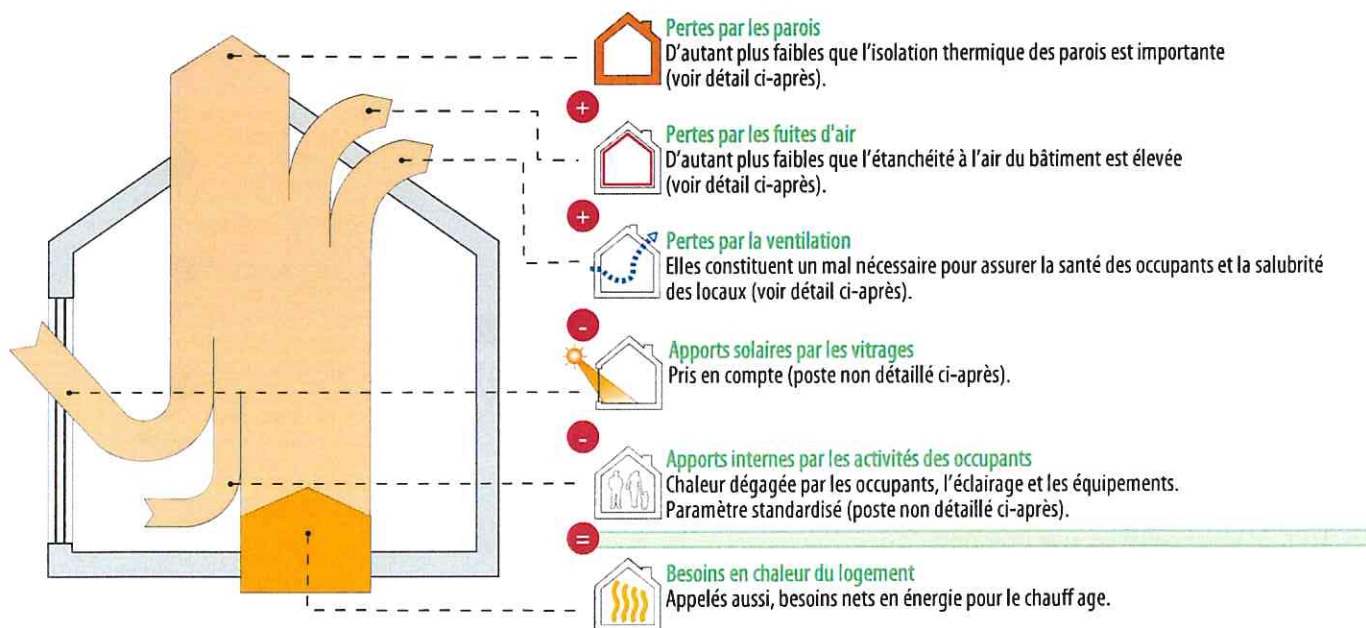 Pertes par les parois
D'autant plus faibles que l'isolation thermique des parois est importante
(voir détail ci-après).
+
Pertes par les fuites d'air
D'autant plus faibles que l'étanchéité à l'air du bâtiment est élevée
(voir détail ci-après).
+
Pertes par la ventilation
Elles constituent un mal nécessaire pour assurer la santé des occupants et la salubrité
des locaux (voir détail ci-après).
-
Apports solaires par les vitrages
Pris en compte (poste non détaillé ci-après).
-
Apports internes par les activités des occupants
Chaleur dégagée par les occupants, l'éclairage et les équipements.
Paramètre standardisé (poste non détaillé ci-après).
=
Besoins en chaleur du logement
Appelés aussi, besoins nets en énergie pour le chauff age.